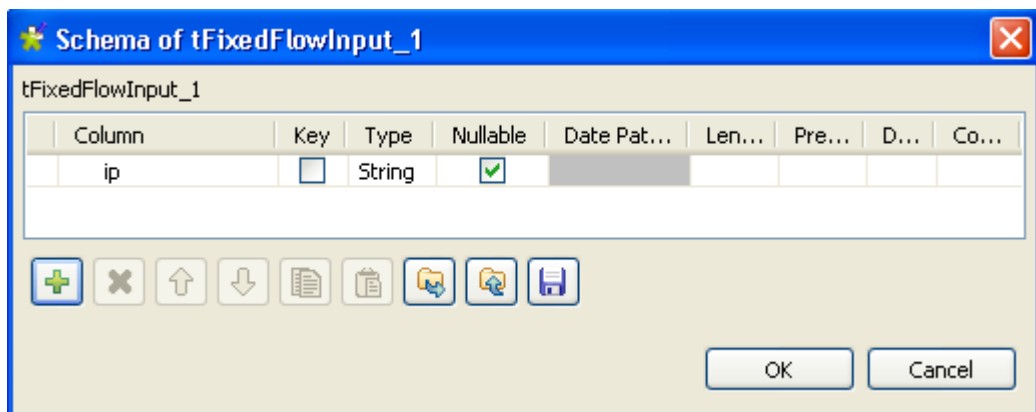 Schema of tFixedFlowInput_1
tFixedFlowInput_1
Column Key Type Nullable Date Pat... Len... Pre... D... Co...
ip String
OK Cancel